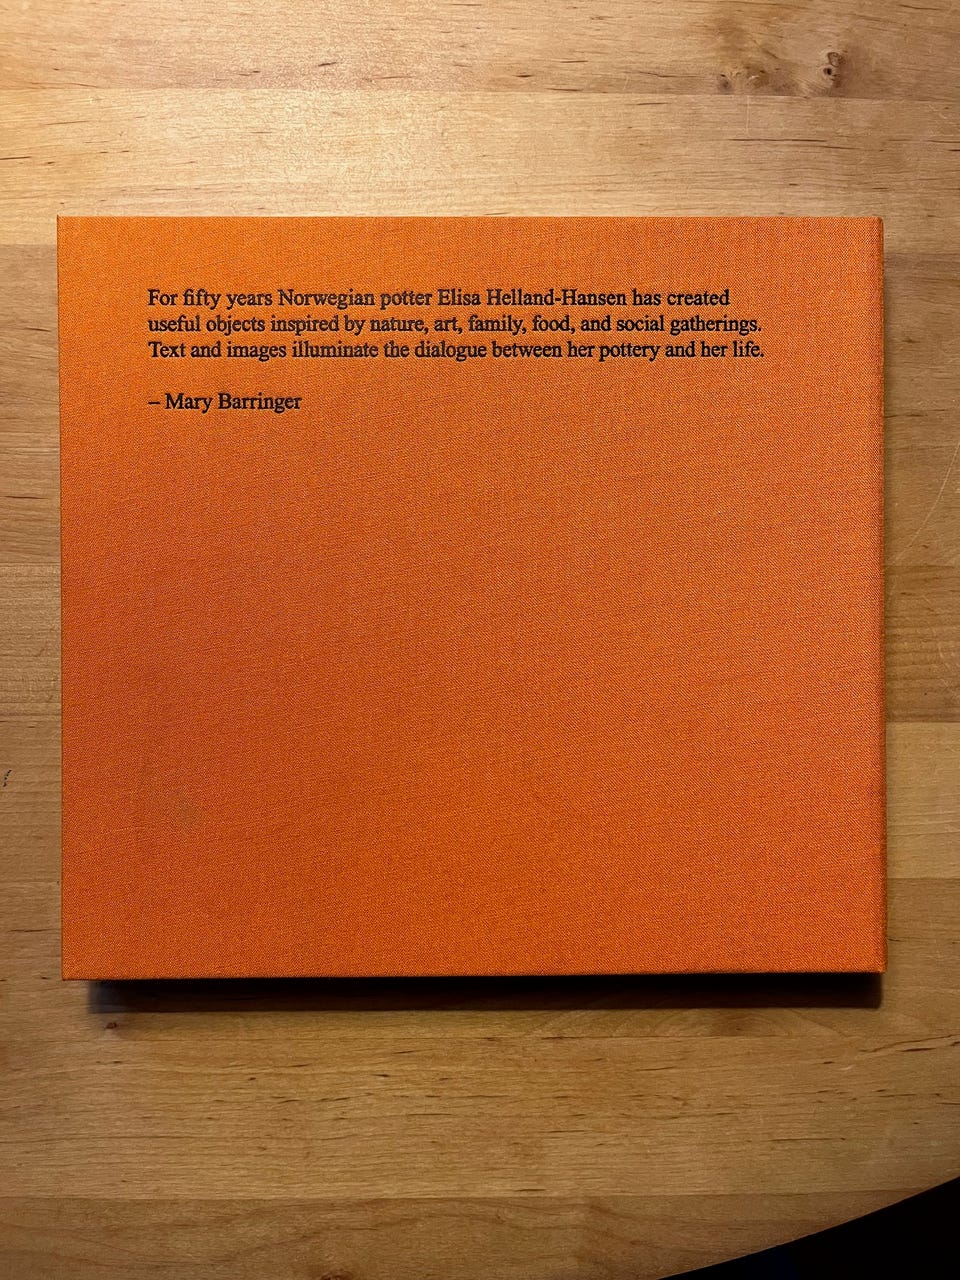 For fifty years Norwegian potter Elisa Helland-Hansen has created
useful objects inspired by nature, art, family, food, and social gatherings.
Text and images illuminate the dialogue between her pottery and her life.
– Mary Barringer